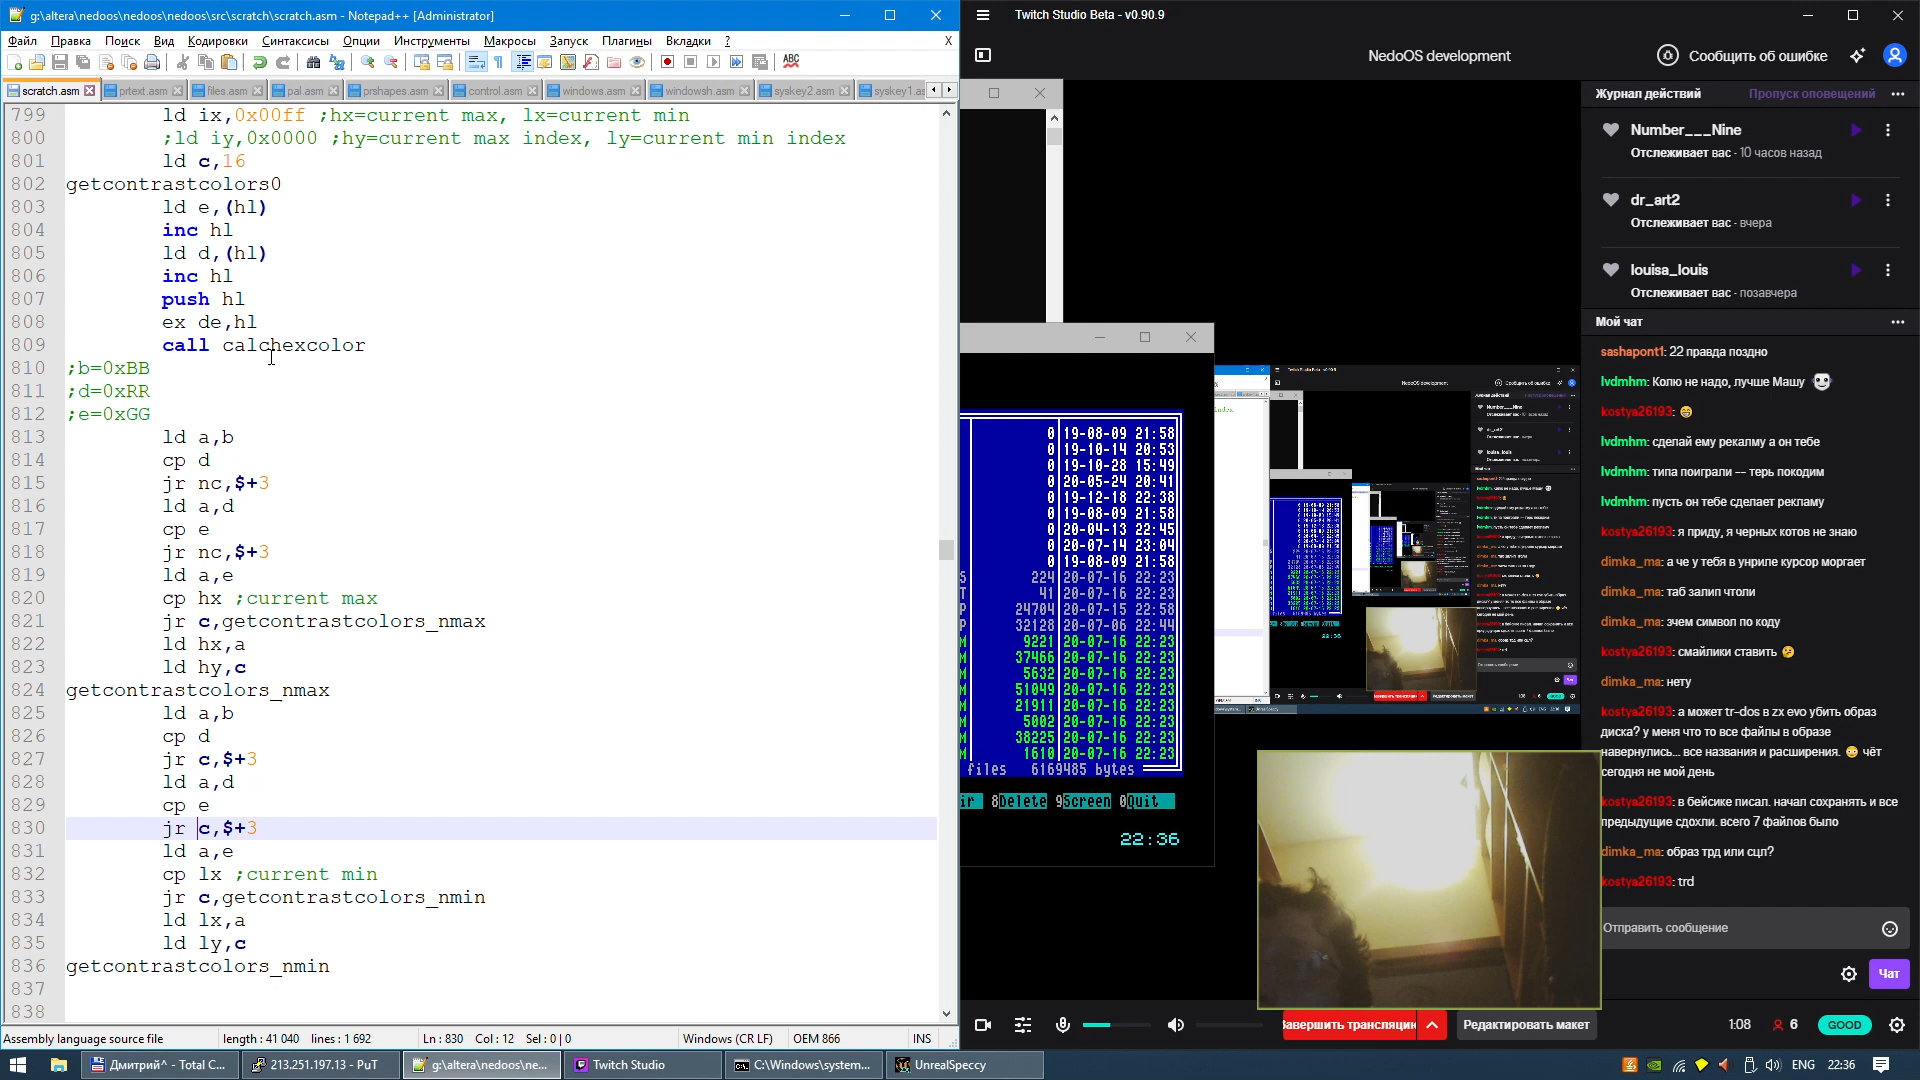 g:\altera\nedoos\nedoos\nedoos\src\scratch\scratch.asm - Notepad++ [Administrator]
Файл Правка Поиск Вид Кодировки Синтаксисы Опции Инструменты Макросы Запуск Плагины Вкладки ? X
scratch.asm prtext.asm files.asm pal.asm prshapes.asm control.asm windows.asm windowsh.asm syskey2.asm syskey1.as
799 ld ix,0x00ff ;hx=current max, lx=current min
800 ;ld iy,0x0000 ;hy=current max index, ly=current min index
801 ld c,16
802 getcontrastcolors0
803 ld e,(hl)
804 inc hl
805 ld d,(hl)
806 inc hl
807 push hl
808 ex de,hl
809 call calchexcolor
810 ;b=0xBB
811 ;d=0xRR
812 ;e=0xGG
813 ld a,b
814 cp d
815 jr nc,$+3
816 ld a,d
817 cp e
818 jr nc,$+3
819 ld a,e
820 cp hx ;current max
821 jr c,getcontrastcolors_nmax
822 ld hx,a
823 ld hy,c
824 getcontrastcolors_nmax
825 ld a,b
826 cp d
827 jr c,$+3
828 ld a,d
829 cp e
830 jr c,$+3
831 ld a,e
832 cp lx ;current min
833 jr c,getcontrastcolors_nmin
834 ld lx,a
835 ld ly,c
836 getcontrastcolors_nmin
837
838
Assembly language source file length : 41 040 lines : 1 692 Ln : 830 Col : 12 Sel : 0 | 0 Windows (CR LF) OEM 866 INS
Twitch Studio Beta - v0.90.9
NedoOS development
Сообщить об ошибке
0 19-08-09 21:58
0 19-10-14 20:53
0 19-10-28 15:49
0 20-05-24 20:41
0 19-12-18 22:38
0 19-08-09 21:58
0 20-04-13 22:45
0 20-07-14 23:04
0 19-08-09 21:58
S 224 20-07-16 22:23
T 41 20-07-16 22:23
P 24704 20-07-15 22:58
P 32128 20-07-06 22:44
M 9221 20-07-16 22:23
M 37466 20-07-16 22:23
M 5632 20-07-16 22:23
M 51049 20-07-16 22:23
M 21911 20-07-16 22:23
M 5002 20-07-16 22:23
M 38225 20-07-16 22:23
M 1610 20-07-16 22:23
files 6169485 bytes
ir 8Delete 9Screen 0Quit
22:36
Журнал действий Пропуск оповещений
Number___Nine
Отслеживает вас - 10 часов назад
dr_art2
Отслеживает вас - вчера
louisa_louis
Отслеживает вас - позавчера
Мой чат
sashapont1: 22 правда поздно
lvdmhm: Колю не надо, лучше Машу
kostya26193:
lvdmhm: сделай ему рекалму а он тебе
lvdmhm: типа поиграли -- терь покодим
lvdmhm: пусть он тебе сделает рекламу
kostya26193: я приду, я черных котов не знаю
dimka_ma: а че у тебя в унриле курсор моргает
dimka_ma: таб залип чтоли
dimka_ma: зчем символ по коду
kostya26193: смайлики ставить
dimka_ma: нету
kostya26193: а может tr-dos в zx evo убить образ
диска? у меня что то все файлы в образе
навернулись... все названия и расширения. чёт
сегодня не мой день
kostya26193: в бейсике писал. начал сохранять и все
предыдущие сдохли. всего 7 файлов было
dimka_ma: образ трд или сцл?
kostya26193: trd
Отправить сообщение
Чат
Завершить трансляцию Редактировать макет 1:08 6 GOOD
Дмитрий^ - Total C... 213.251.197.13 - PuT g:\altera\nedoos\ne... Twitch Studio C:\Windows\system... UnrealSpeccy ENG 22:36